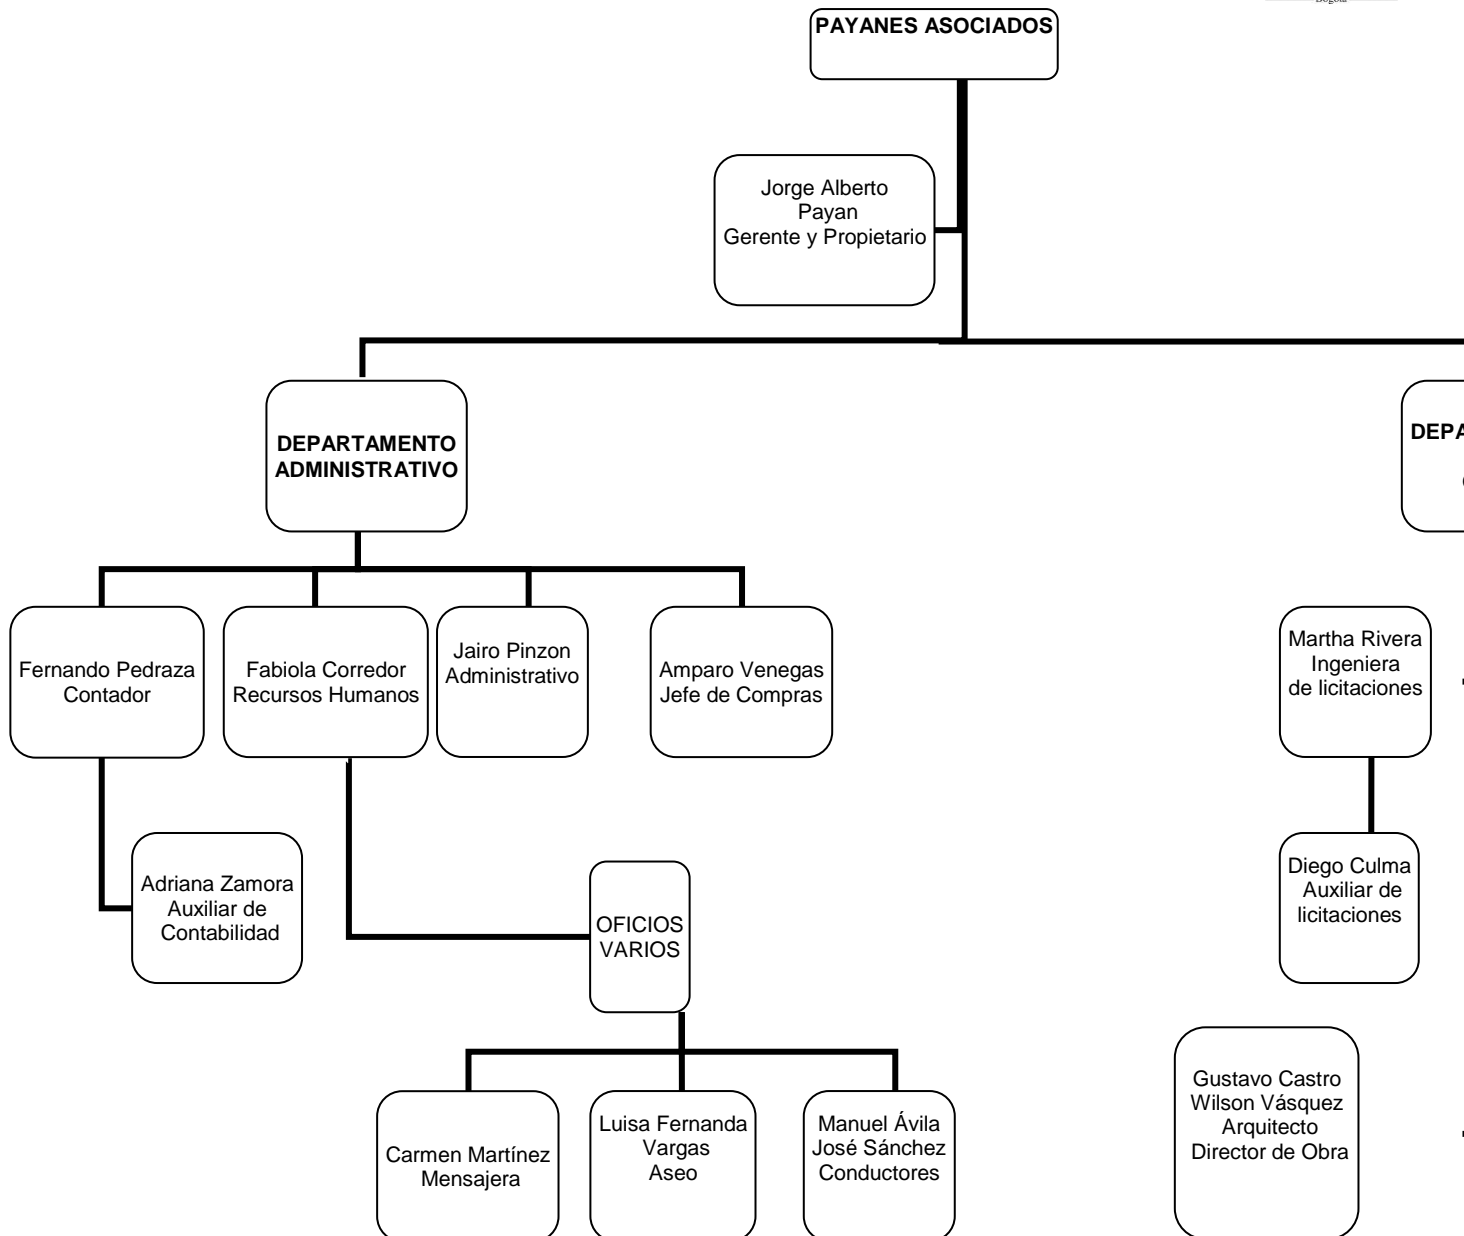 Bogotá
PAYANES ASOCIADOS
Jorge Alberto
Payan
Gerente y Propietario
DEPARTAMENTO
ADMINISTRATIVO
DEPA
Fernando Pedraza
Contador
Fabiola Corredor
Recursos Humanos
Jairo Pinzon
Administrativo
Amparo Venegas
Jefe de Compras
Martha Rivera
Ingeniera
de licitaciones
Adriana Zamora
Auxiliar de
Contabilidad
OFICIOS
VARIOS
Diego Culma
Auxiliar de
licitaciones
Carmen Martínez
Mensajera
Luisa Fernanda
Vargas
Aseo
Manuel Ávila
José Sánchez
Conductores
Gustavo Castro
Wilson Vásquez
Arquitecto
Director de Obra